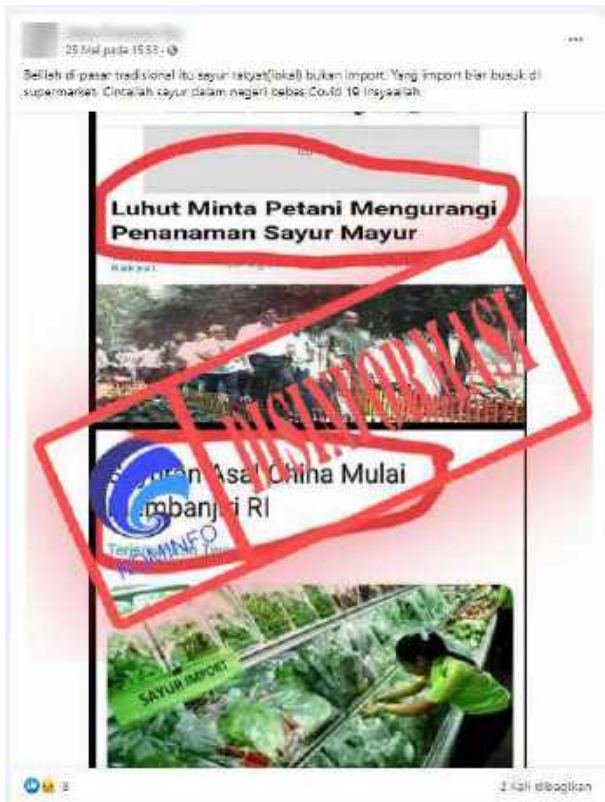 25 Mei pada 15.53 ·
Belilah di pasar tradisional itu sayur rakyat(lokal) bukan import. Yang import biar busuk di
supermarket. Cintailah sayur dalam negeri bebas Covid 19 Insyaallah
Luhut Minta Petani Mengurangi
Penanaman Sayur Mayur
DISINFORMASI
Asal China Mulai
RI
KOMINFO
SAYUR IMPORT
8
2 Kali dibagikan